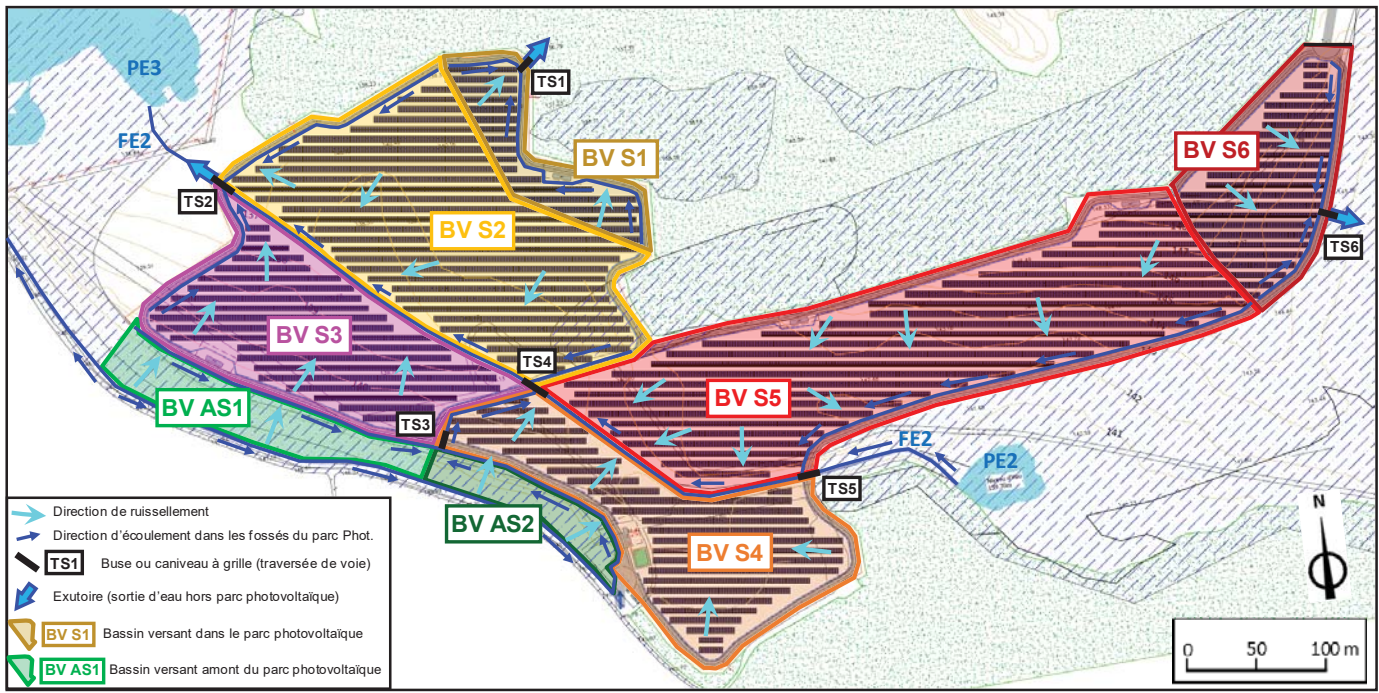 PE3
FE2
TS1
BV S1
BV S6
TS2
BV S2
TS6
BV S3
TS4
BV S5
BV AS1
TS3
FE2
PE2
142
141
TS5
BV AS2
BV S4
N
Direction de ruissellement
Direction d'écoulement dans les fossés du parc Phot.
TS1 Buse ou caniveau à grille (traversée de voie)
Exutoire (sortie d'eau hors parc photovoltaïque)
BV S1 Bassin versant dans le parc photovoltaïque
BV AS1 Bassin versant amont du parc photovoltaïque
0 50 100 m